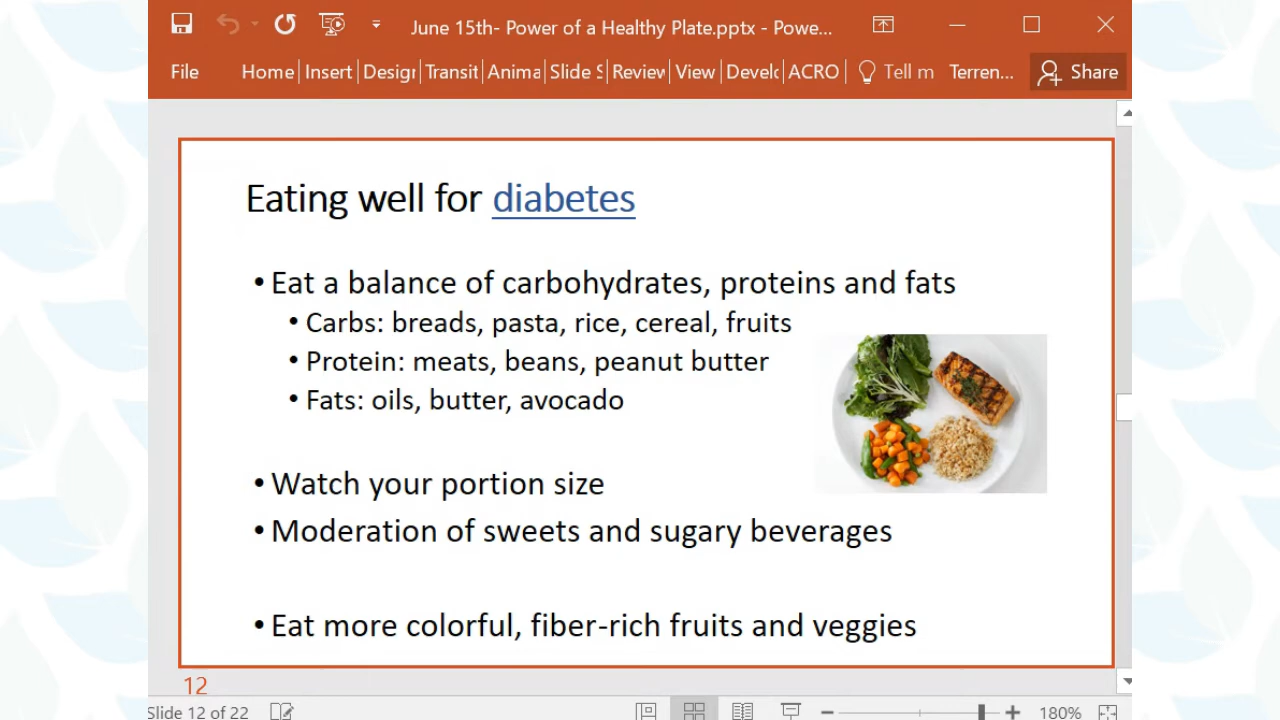 June 15th- Power of a Healthy Plate.pptx - Powe...
File Home Insert Desigr Transit Anima Slide S Review View Develc ACRO Tell m Terren... Share
Eating well for diabetes
• Eat a balance of carbohydrates, proteins and fats
• Carbs: breads, pasta, rice, cereal, fruits
• Protein: meats, beans, peanut butter
• Fats: oils, butter, avocado
• Watch your portion size
• Moderation of sweets and sugary beverages
• Eat more colorful, fiber-rich fruits and veggies
12
Slide 12 of 22
180%